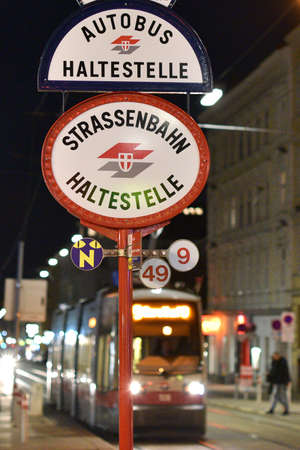 AUTOBUS
HALTESTELLE
STRASSENBAHN
HALTESTELLE
N
49
9